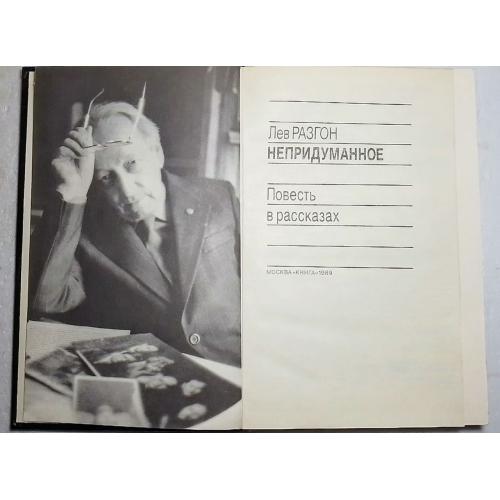 Лев РАЗГОН
НЕПРИДУМАННОЕ
Повесть
в рассказах
МОСКВА«КНИГА»1989